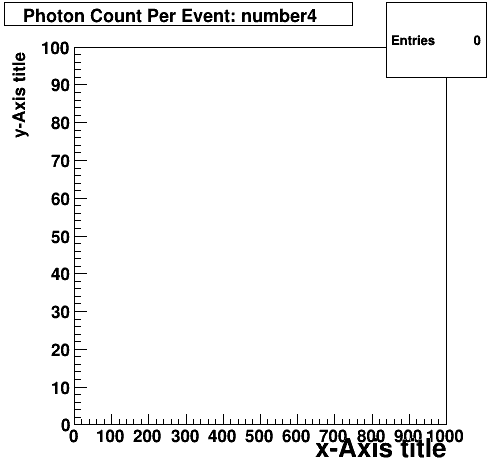 Photon Count Per Event: number4
Entries 0
y-Axis title
100
90
80
70
60
50
40
30
20
10
0
0 100 200 300 400 500 600 700 800 900 1000
x-Axis title